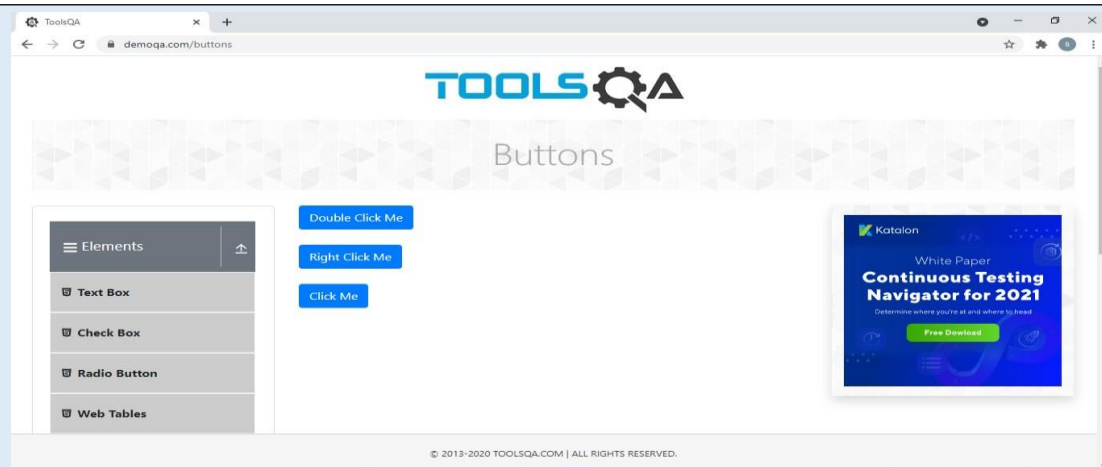 ToolsQA
demoqa.com/buttons
TOOLSQA
Buttons
Double Click Me
Right Click Me
Click Me
Elements
Text Box
Check Box
Radio Button
Web Tables
Katalon
White Paper
Continuous Testing
Navigator for 2021
Determine where you're at and where to head
Free Dowload
© 2013-2020 TOOLSQA.COM | ALL RIGHTS RESERVED.